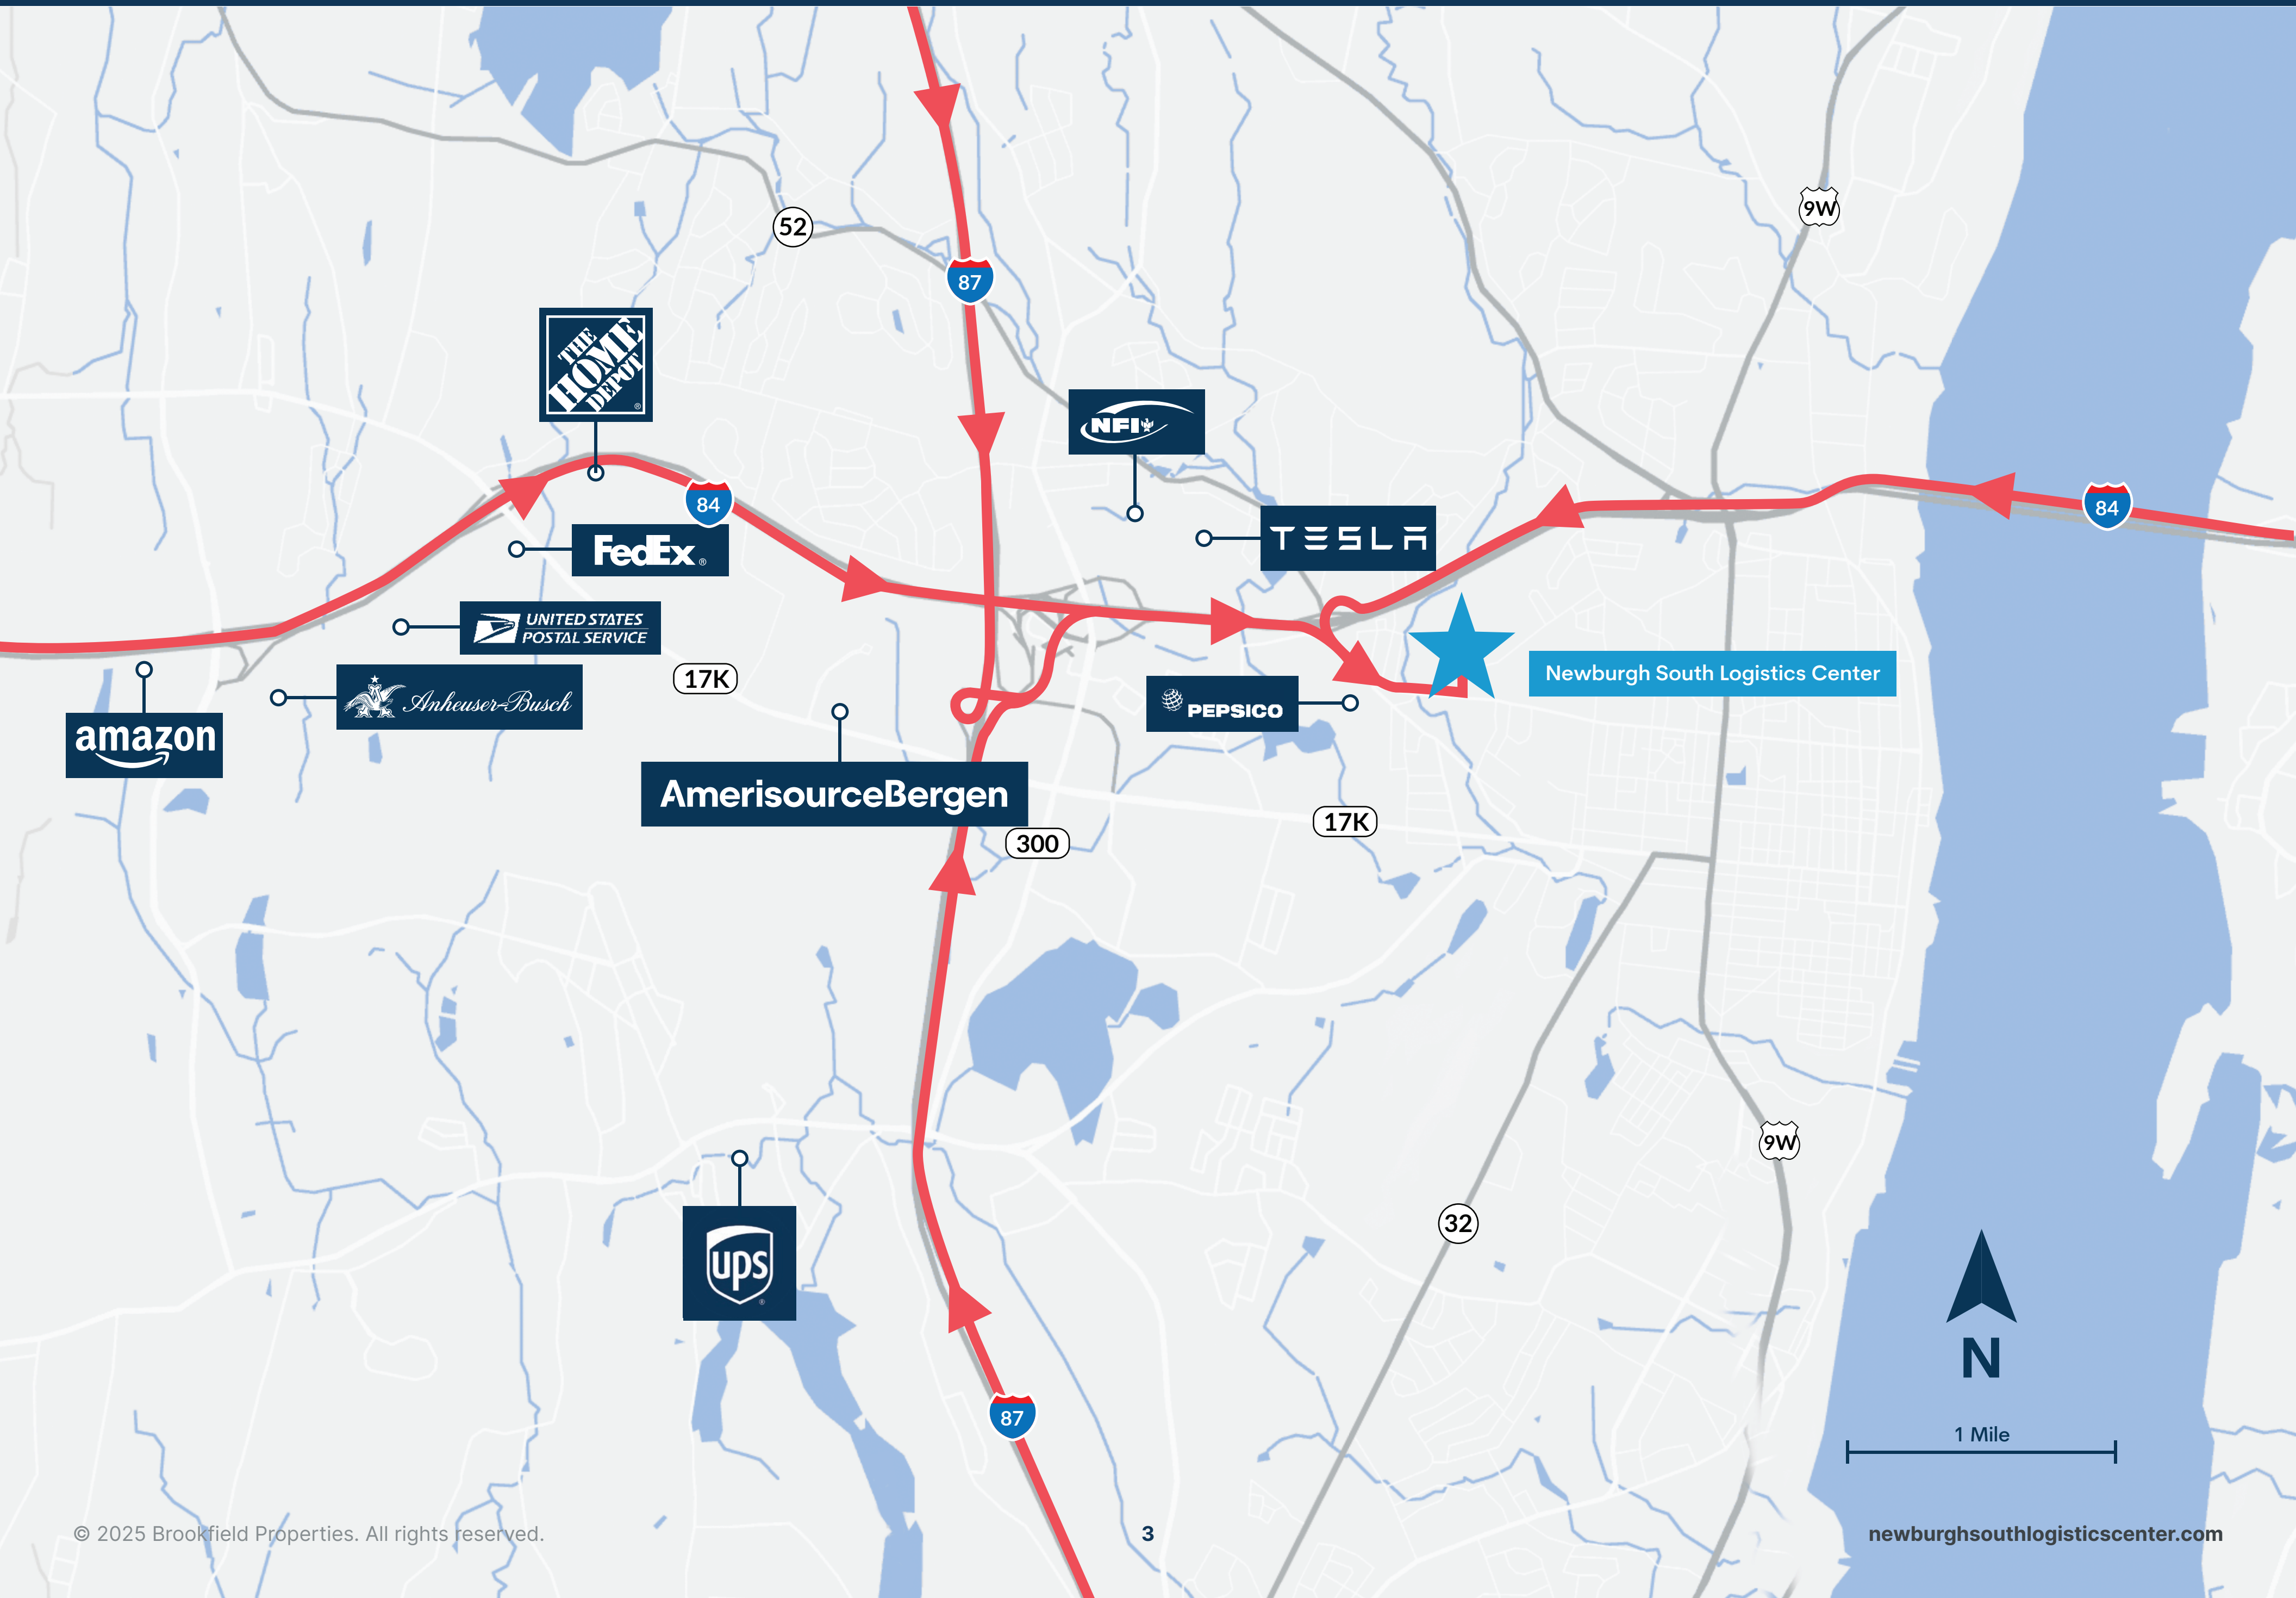 9W
52
87
THE
HOME
DEPOT
®
NFI
84
84
TESLA
FedEx®
UNITED STATES
POSTAL SERVICE
Newburgh South Logistics Center
17K
Anheuser-Busch
PEPSICO
amazon
AmerisourceBergen
17K
300
9W
32
ups
®
N
87
1 Mile
© 2025 Brookfield Properties. All rights reserved.
3
newburghsouthlogisticscenter.com